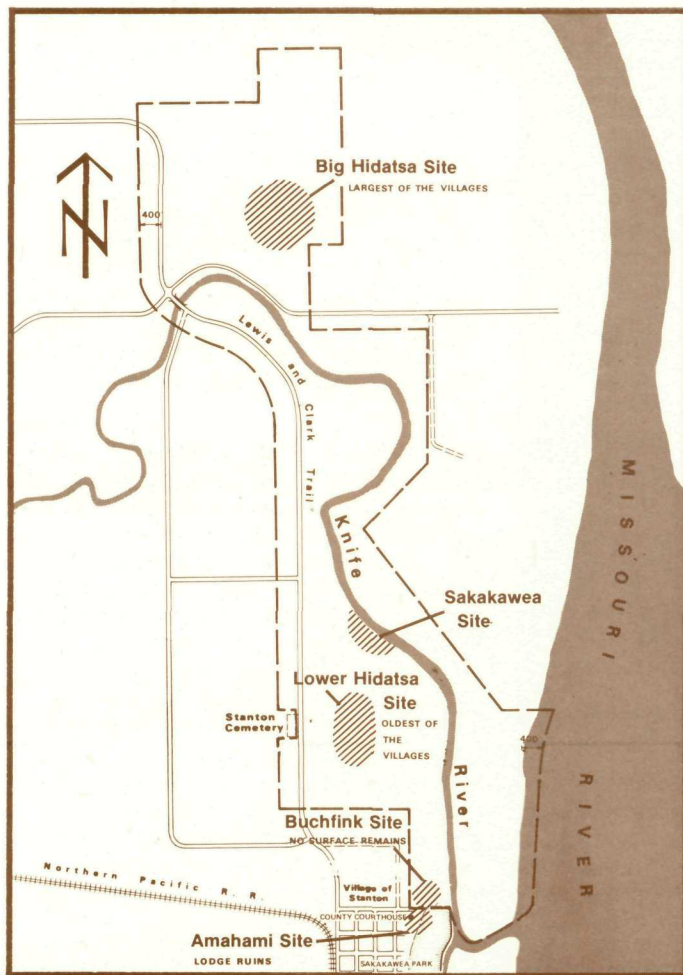 Big Hidatsa Site
LARGEST OF THE VILLAGES
N
400
Lewis and Clark Trail
Knife
MISSOURI
Sakakawea
Site
Lower Hidatsa
Site
OLDEST OF
THE
VILLAGES
Stanton
Cemetery
400
River
RIVER
Buchfink Site
NO SURFACE REMAINS
Northern Pacific R. R.
Village of
Stanton
COUNTY COURTHOUSE
Amahami Site
LODGE RUINS
SAKAKAWEA PARK